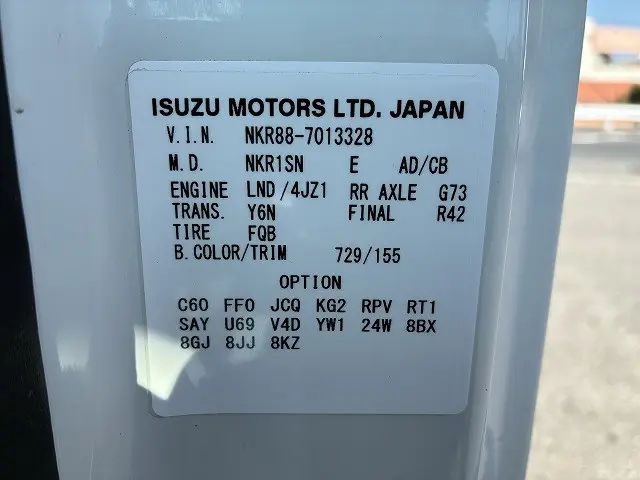 ISUZU MOTORS LTD. JAPAN
V.I.N. NKR88-7013328
M.D. NKR1SN E AD/CB
ENGINE LND/4JZ1 RR AXLE G73
TRANS. Y6N FINAL R42
TIRE FQB
B.COLOR/TRIM 729/155
OPTION
C60 FF0 JCQ KG2 RPV RT1
SAY U69 V4D YW1 24W 8BX
8GJ 8JJ 8KZ